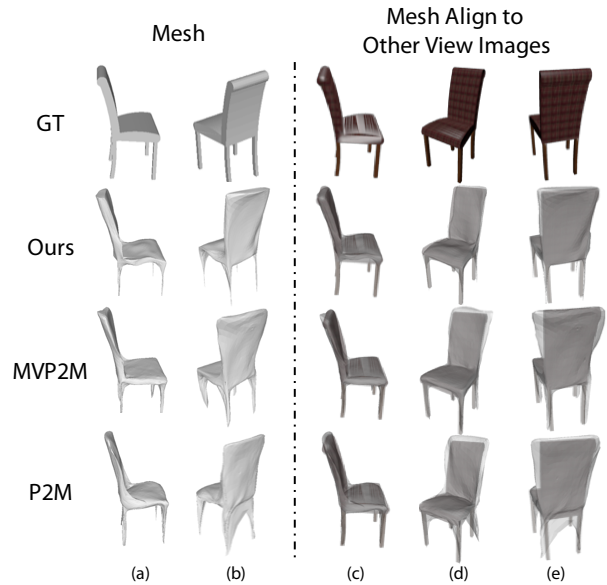 Mesh
Mesh Align to
Other View Images
GT
Ours
MVP2M
P2M
(a) (b) (c) (d) (e)